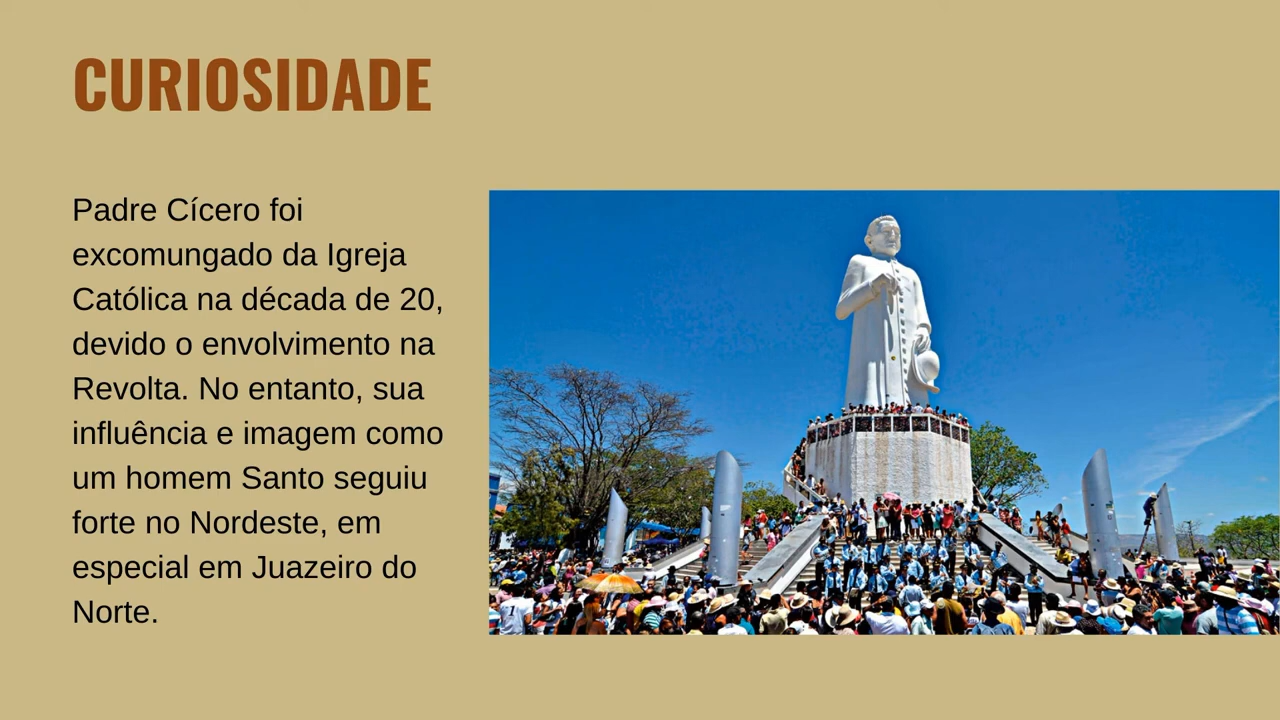 CURIOSIDADE
Padre Cícero foi
excomungado da Igreja
Católica na década de 20,
devido o envolvimento na
Revolta. No entanto, sua
influência e imagem como
um homem Santo seguiu
forte no Nordeste, em
especial em Juazeiro do
Norte.